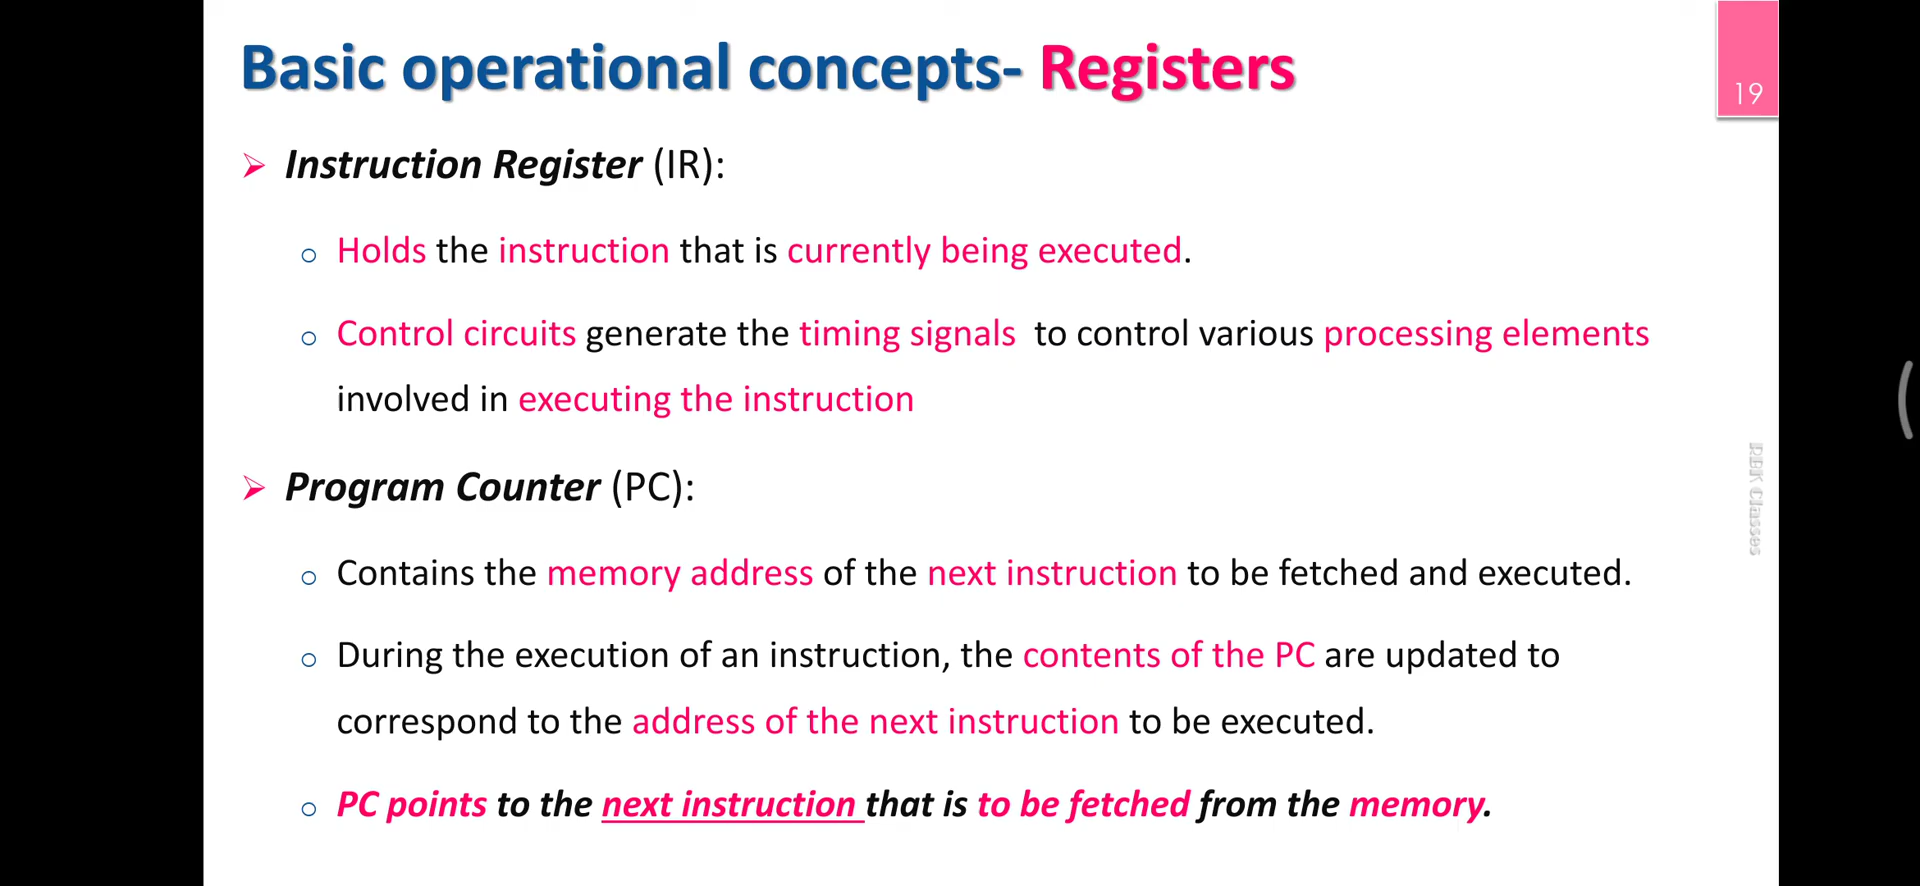 Basic operational concepts- Registers
19
Instruction Register (IR):
Holds the instruction that is currently being executed.
Control circuits generate the timing signals to control various processing elements
involved in executing the instruction
Program Counter (PC):
Contains the memory address of the next instruction to be fetched and executed.
During the execution of an instruction, the contents of the PC are updated to
correspond to the address of the next instruction to be executed.
PC points to the next instruction that is to be fetched from the memory.
RBK Classes